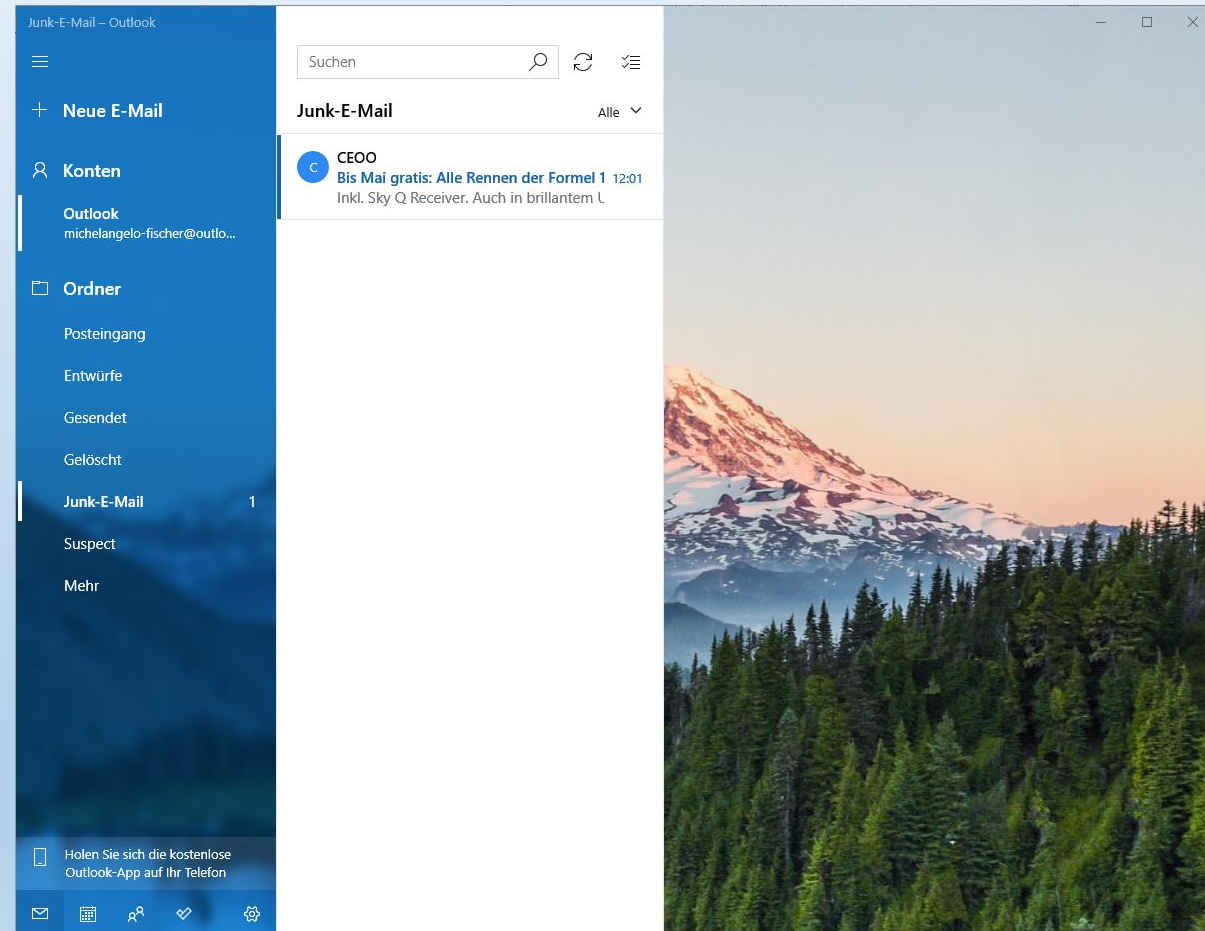 Junk-E-Mail – Outlook
Neue E-Mail
Konten
Outlook
michelangelo-fischer@outlo...
Ordner
Posteingang
Entwürfe
Gesendet
Gelöscht
Junk-E-Mail 1
Suspect
Mehr
Holen Sie sich die kostenlose
Outlook-App auf Ihr Telefon
Suchen
Junk-E-Mail Alle
C
CEOO
Bis Mai gratis: Alle Rennen der Formel 1 12:01
Inkl. Sky Q Receiver. Auch in brillantem